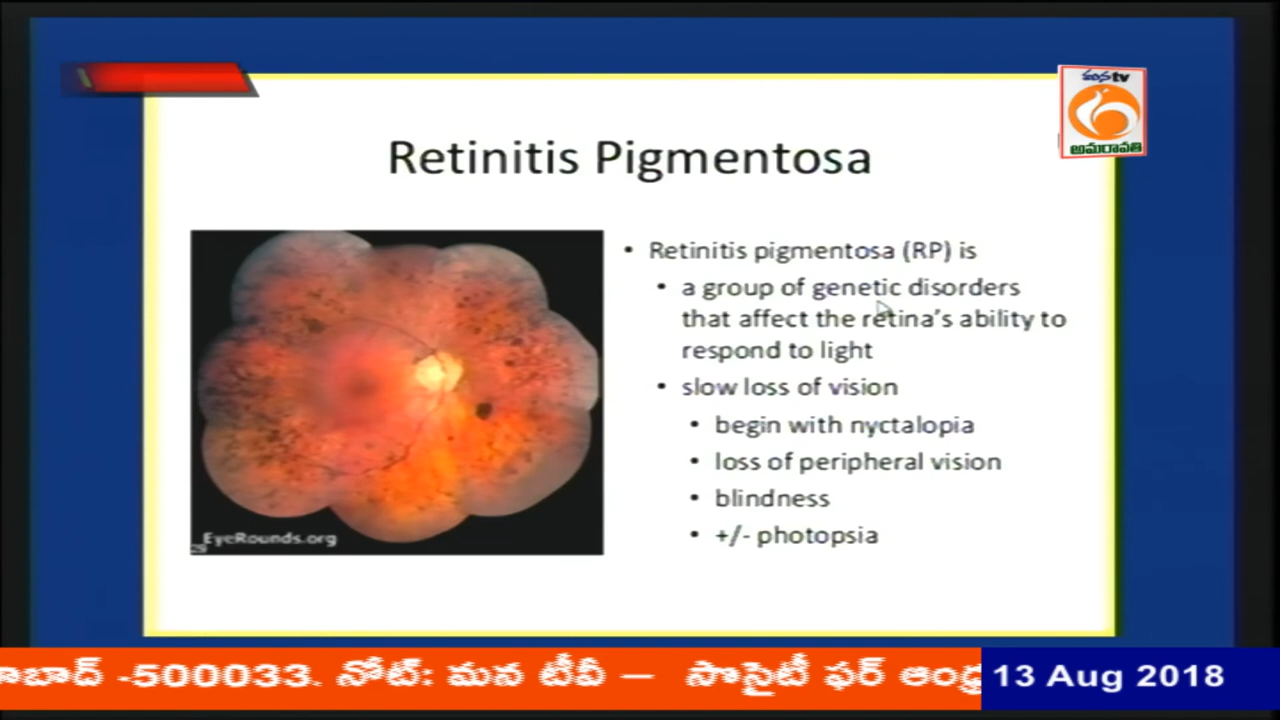 మన tv
అమరావతి
Retinitis Pigmentosa
• Retinitis pigmentosa (RP) is
• a group of genetic disorders
that affect the retina's ability to
respond to light
• slow loss of vision
• begin with nyctalopia
• loss of peripheral vision
• blindness
• +/- photopsia
EyeRounds.org
-500033. నోట్: మన టీవీ – సొసైటీ ఫర్ 13 Aug 2018